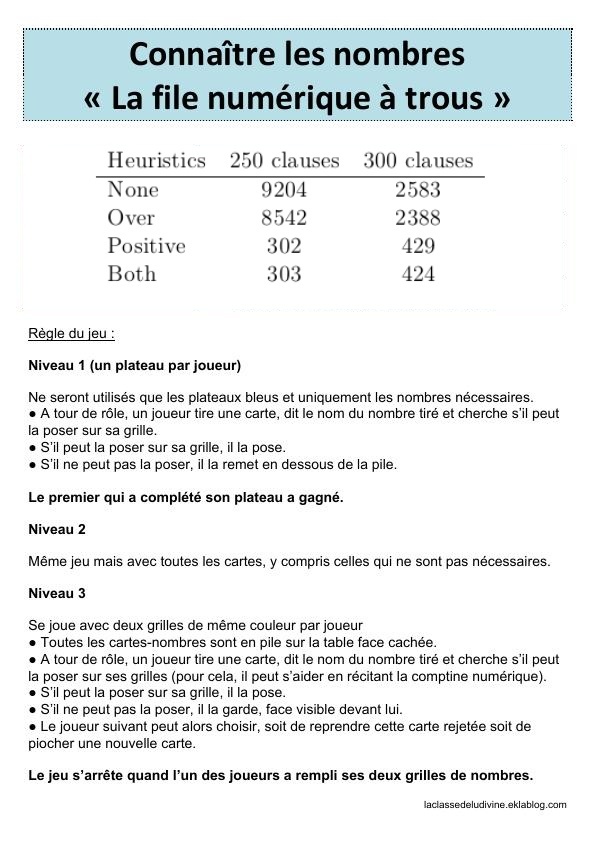 Connaître les nombres
« La file numérique à trous »
Heuristics 250 clauses 300 clauses
None 9204 2583
Over 8542 2388
Positive 302 429
Both 303 424
Règle du jeu :
Niveau 1 (un plateau par joueur)
Ne seront utilisés que les plateaux bleus et uniquement les nombres nécessaires.
● A tour de rôle, un joueur tire une carte, dit le nom du nombre tiré et cherche s’il peut
la poser sur sa grille.
● S’il peut la poser sur sa grille, il la pose.
● S’il ne peut pas la poser, il la remet en dessous de la pile.
Le premier qui a complété son plateau a gagné.
Niveau 2
Même jeu mais avec toutes les cartes, y compris celles qui ne sont pas nécessaires.
Niveau 3
Se joue avec deux grilles de même couleur par joueur
● Toutes les cartes-nombres sont en pile sur la table face cachée.
● A tour de rôle, un joueur tire une carte, dit le nom du nombre tiré et cherche s’il peut
la poser sur ses grilles (pour cela, il peut s’aider en récitant la comptine numérique).
● S’il peut la poser sur sa grille, il la pose.
● S’il ne peut pas la poser, il la garde, face visible devant lui.
● Le joueur suivant peut alors choisir, soit de reprendre cette carte rejetée soit de
piocher une nouvelle carte.
Le jeu s’arrête quand l’un des joueurs a rempli ses deux grilles de nombres.
laclassedeludivine.eklablog.com